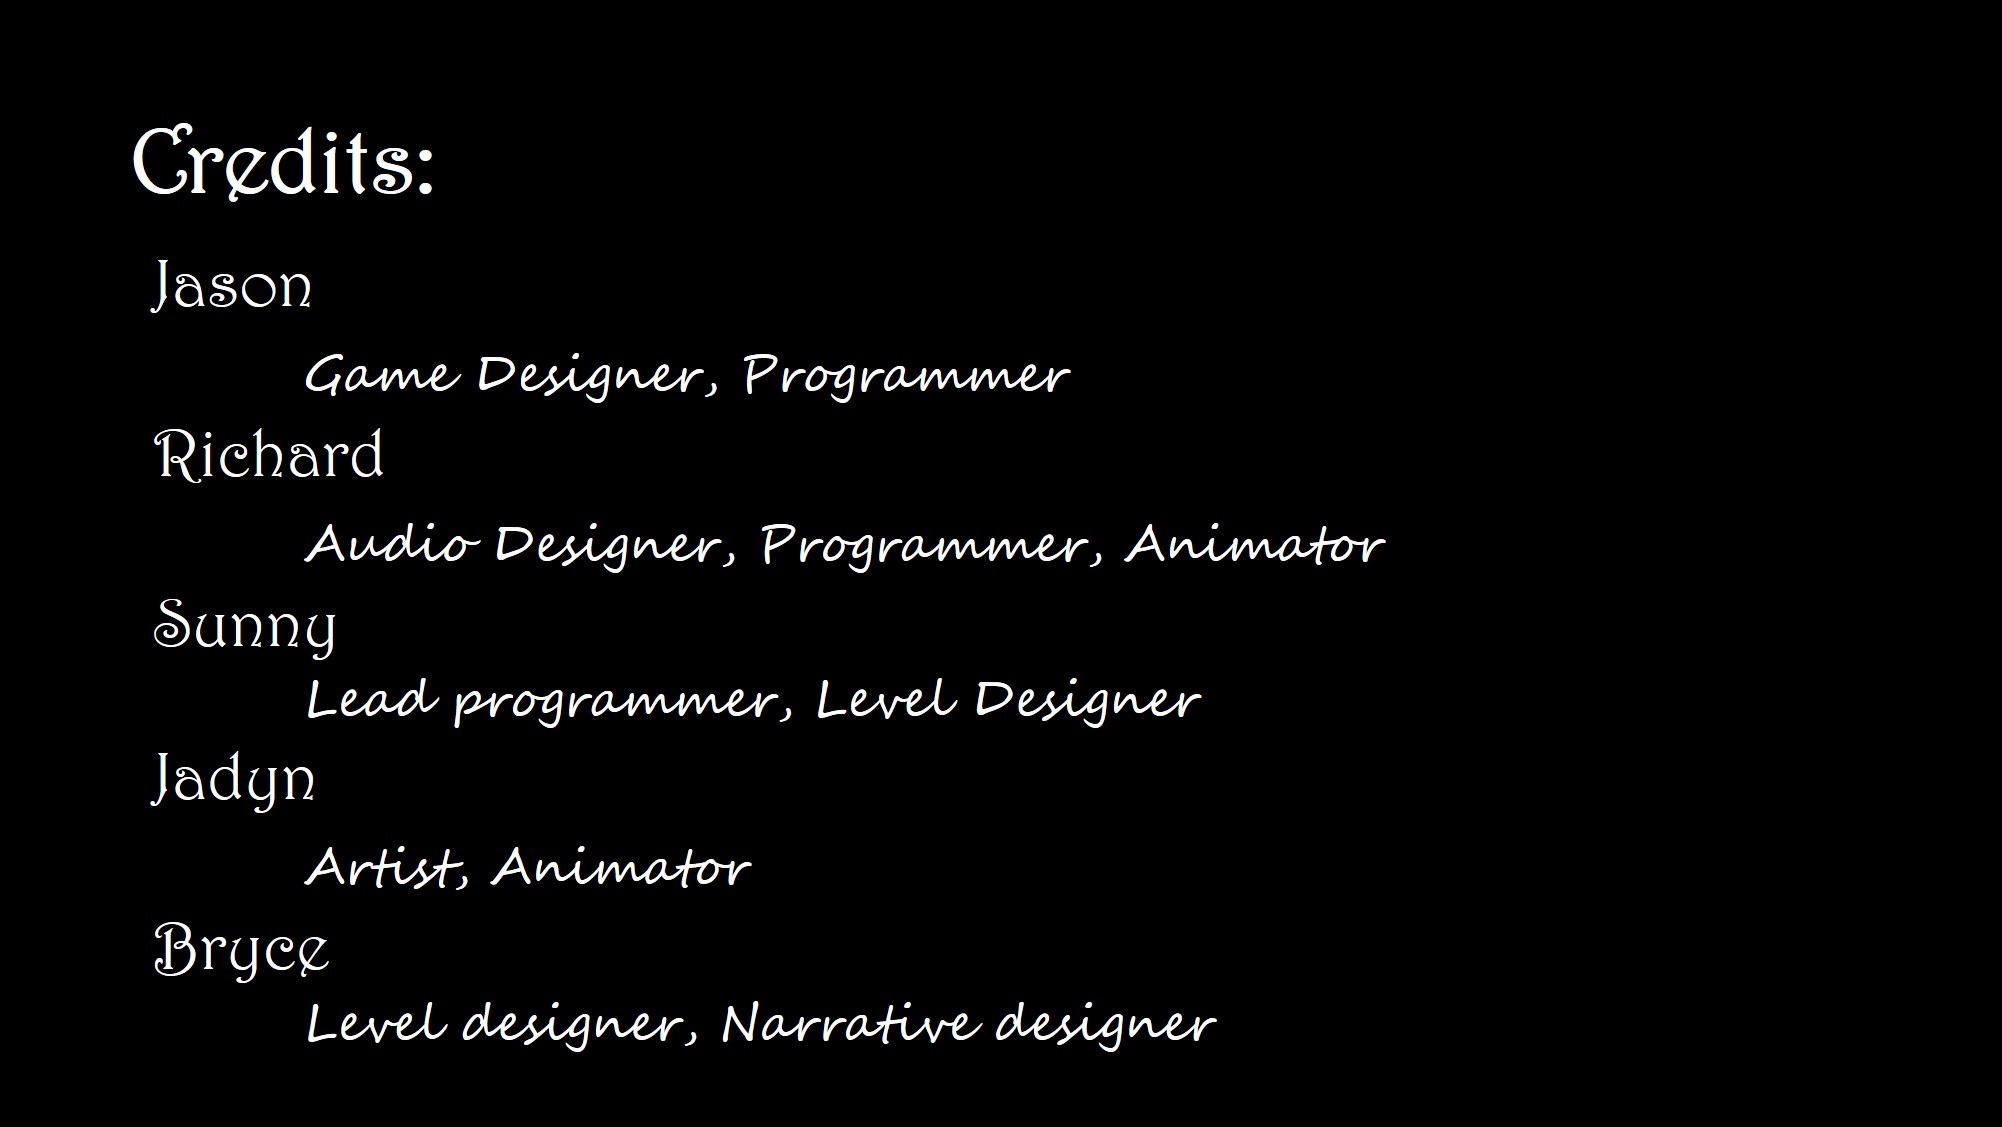 Credits:
Jason
Game Designer, Programmer
Richard
Audio Designer, Programmer, Animator
Sunny
Lead programmer, Level Designer
Jadyn
Artist, Animator
Bryce
Level designer, Narrative designer